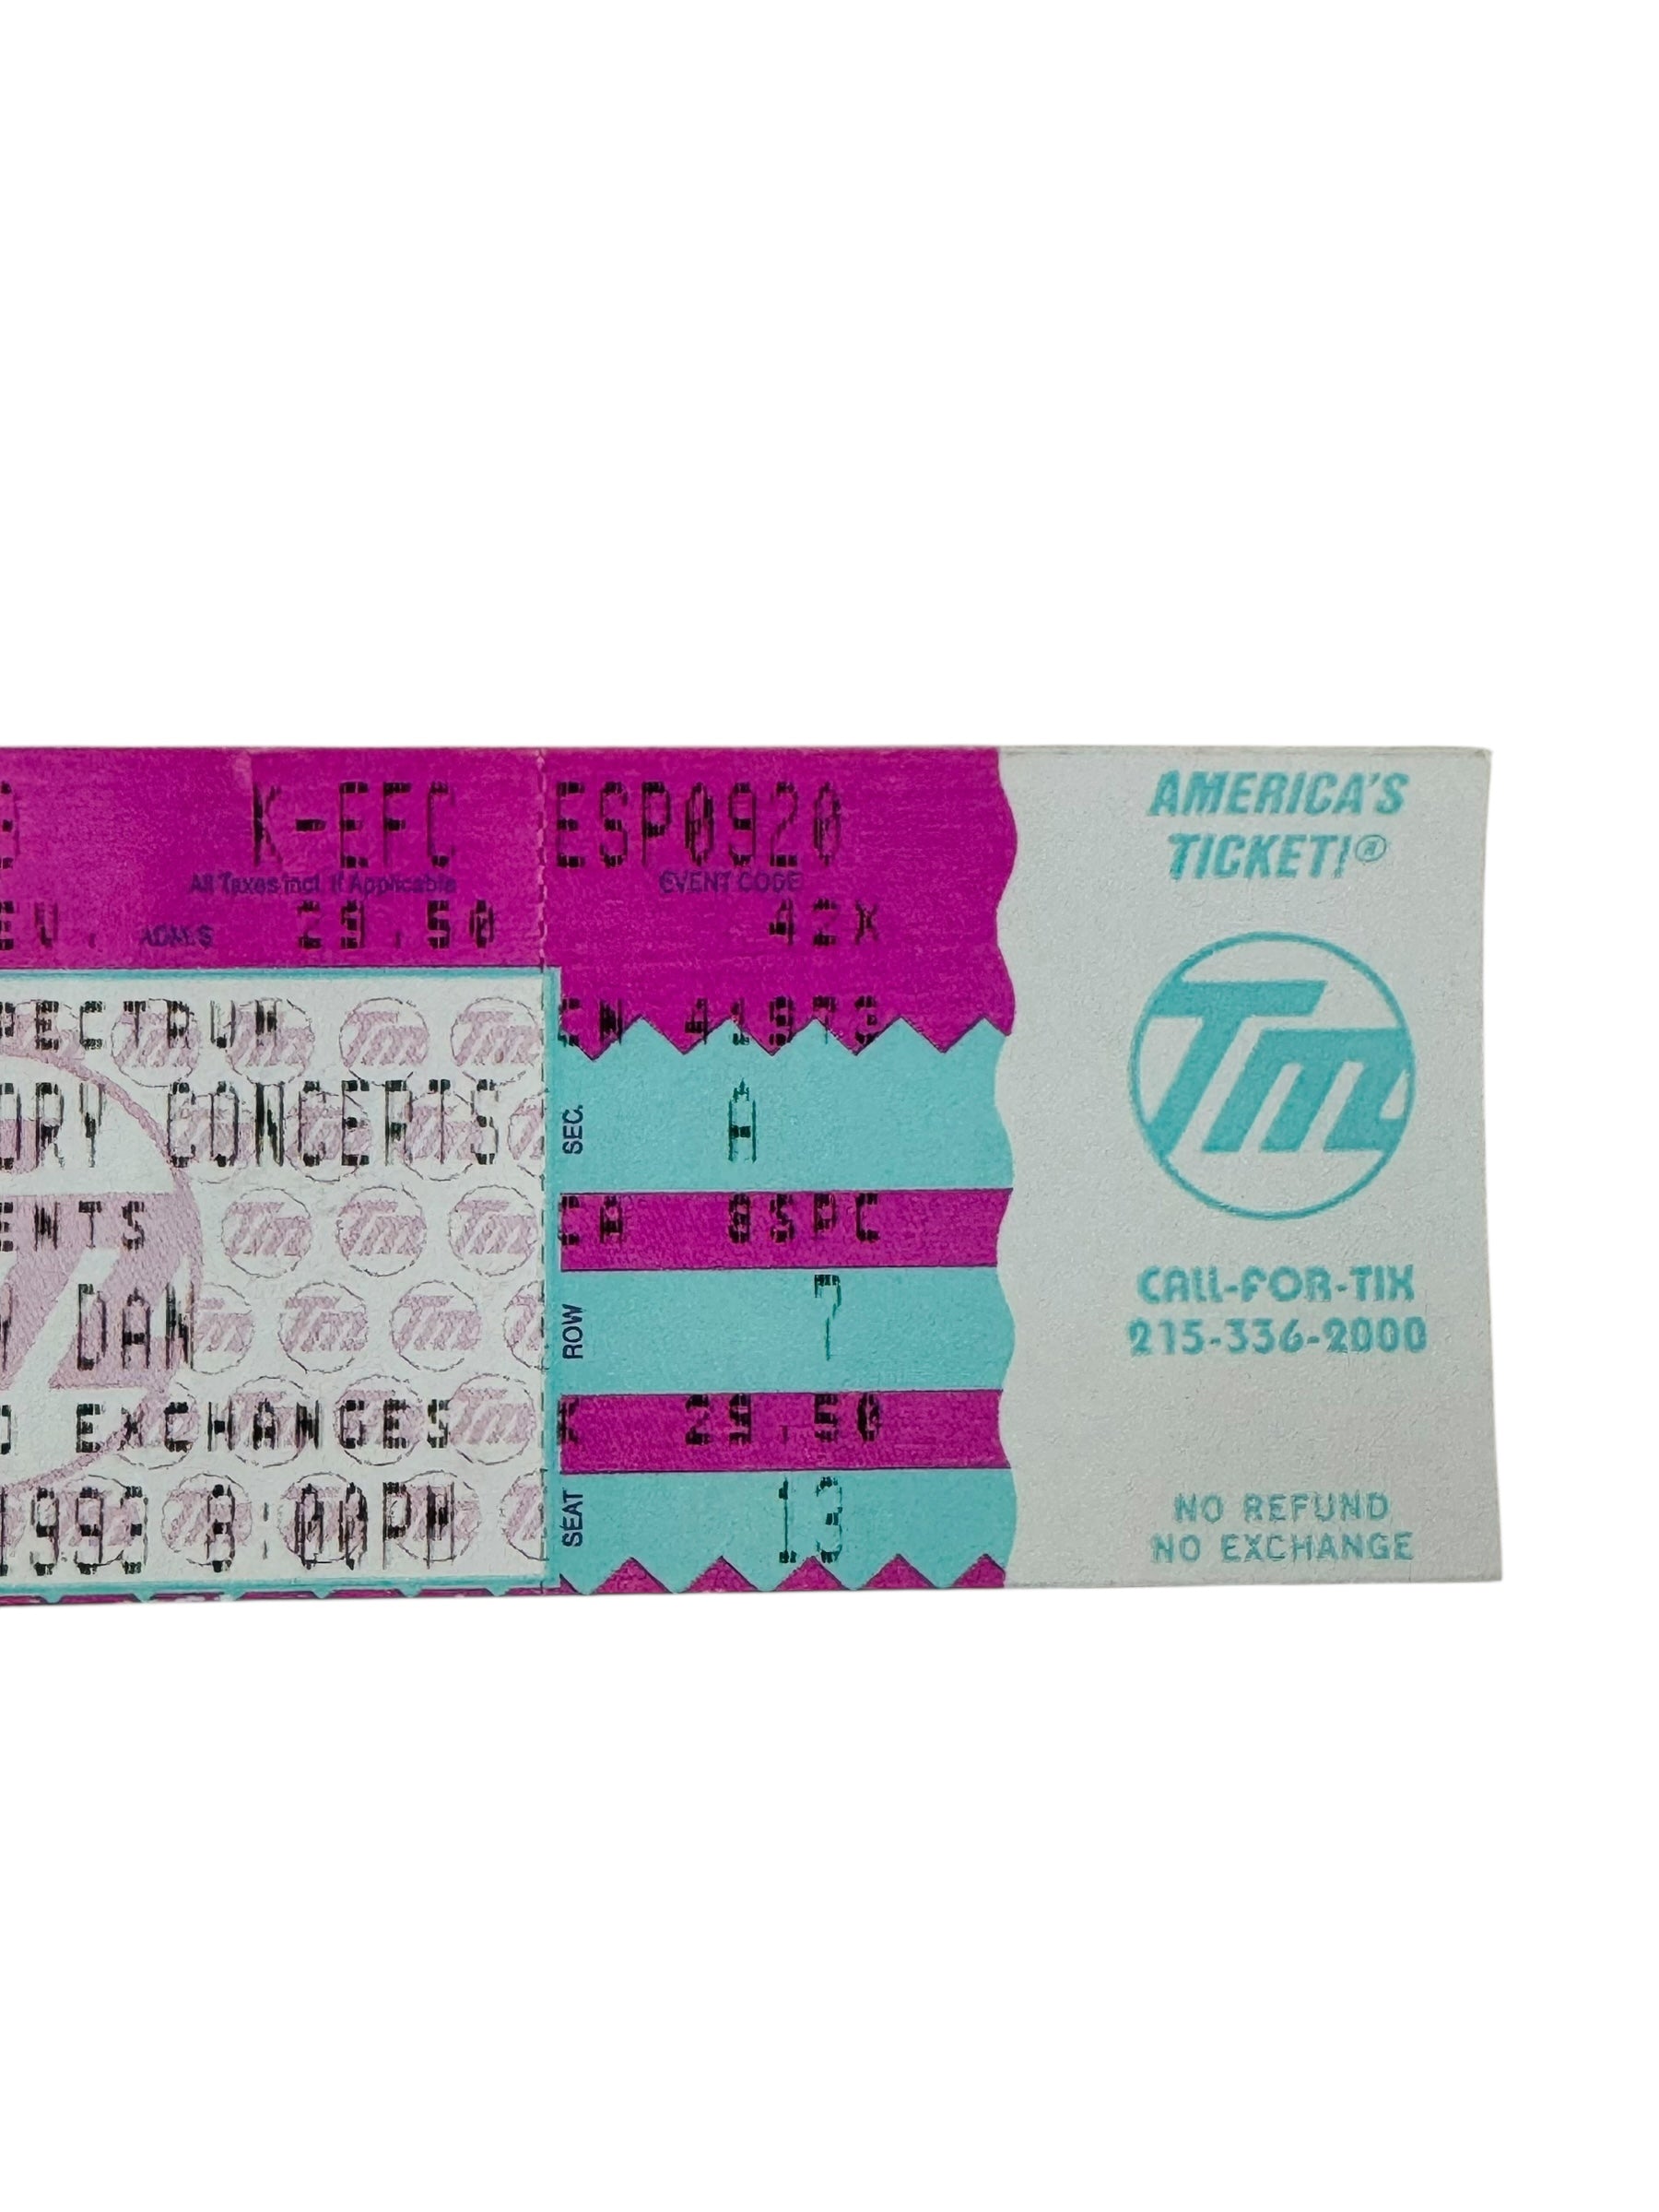 K-EFC
All Taxes incl. If Applicable
EV. ADMIS 29.50
PECTRUM
ORY CONCERTS
ENTS
Y DAN
O EXCHANGES
1993 8:00PM
ESP0920
EVENT CODE
42X
CN 41973
SEC. A
CA 0SPC
ROW 7
K 29.50
SEAT 13
AMERICA'S
TICKET!®
Tm
CALL-FOR-TIX
215-336-2000
NO REFUND
NO EXCHANGE